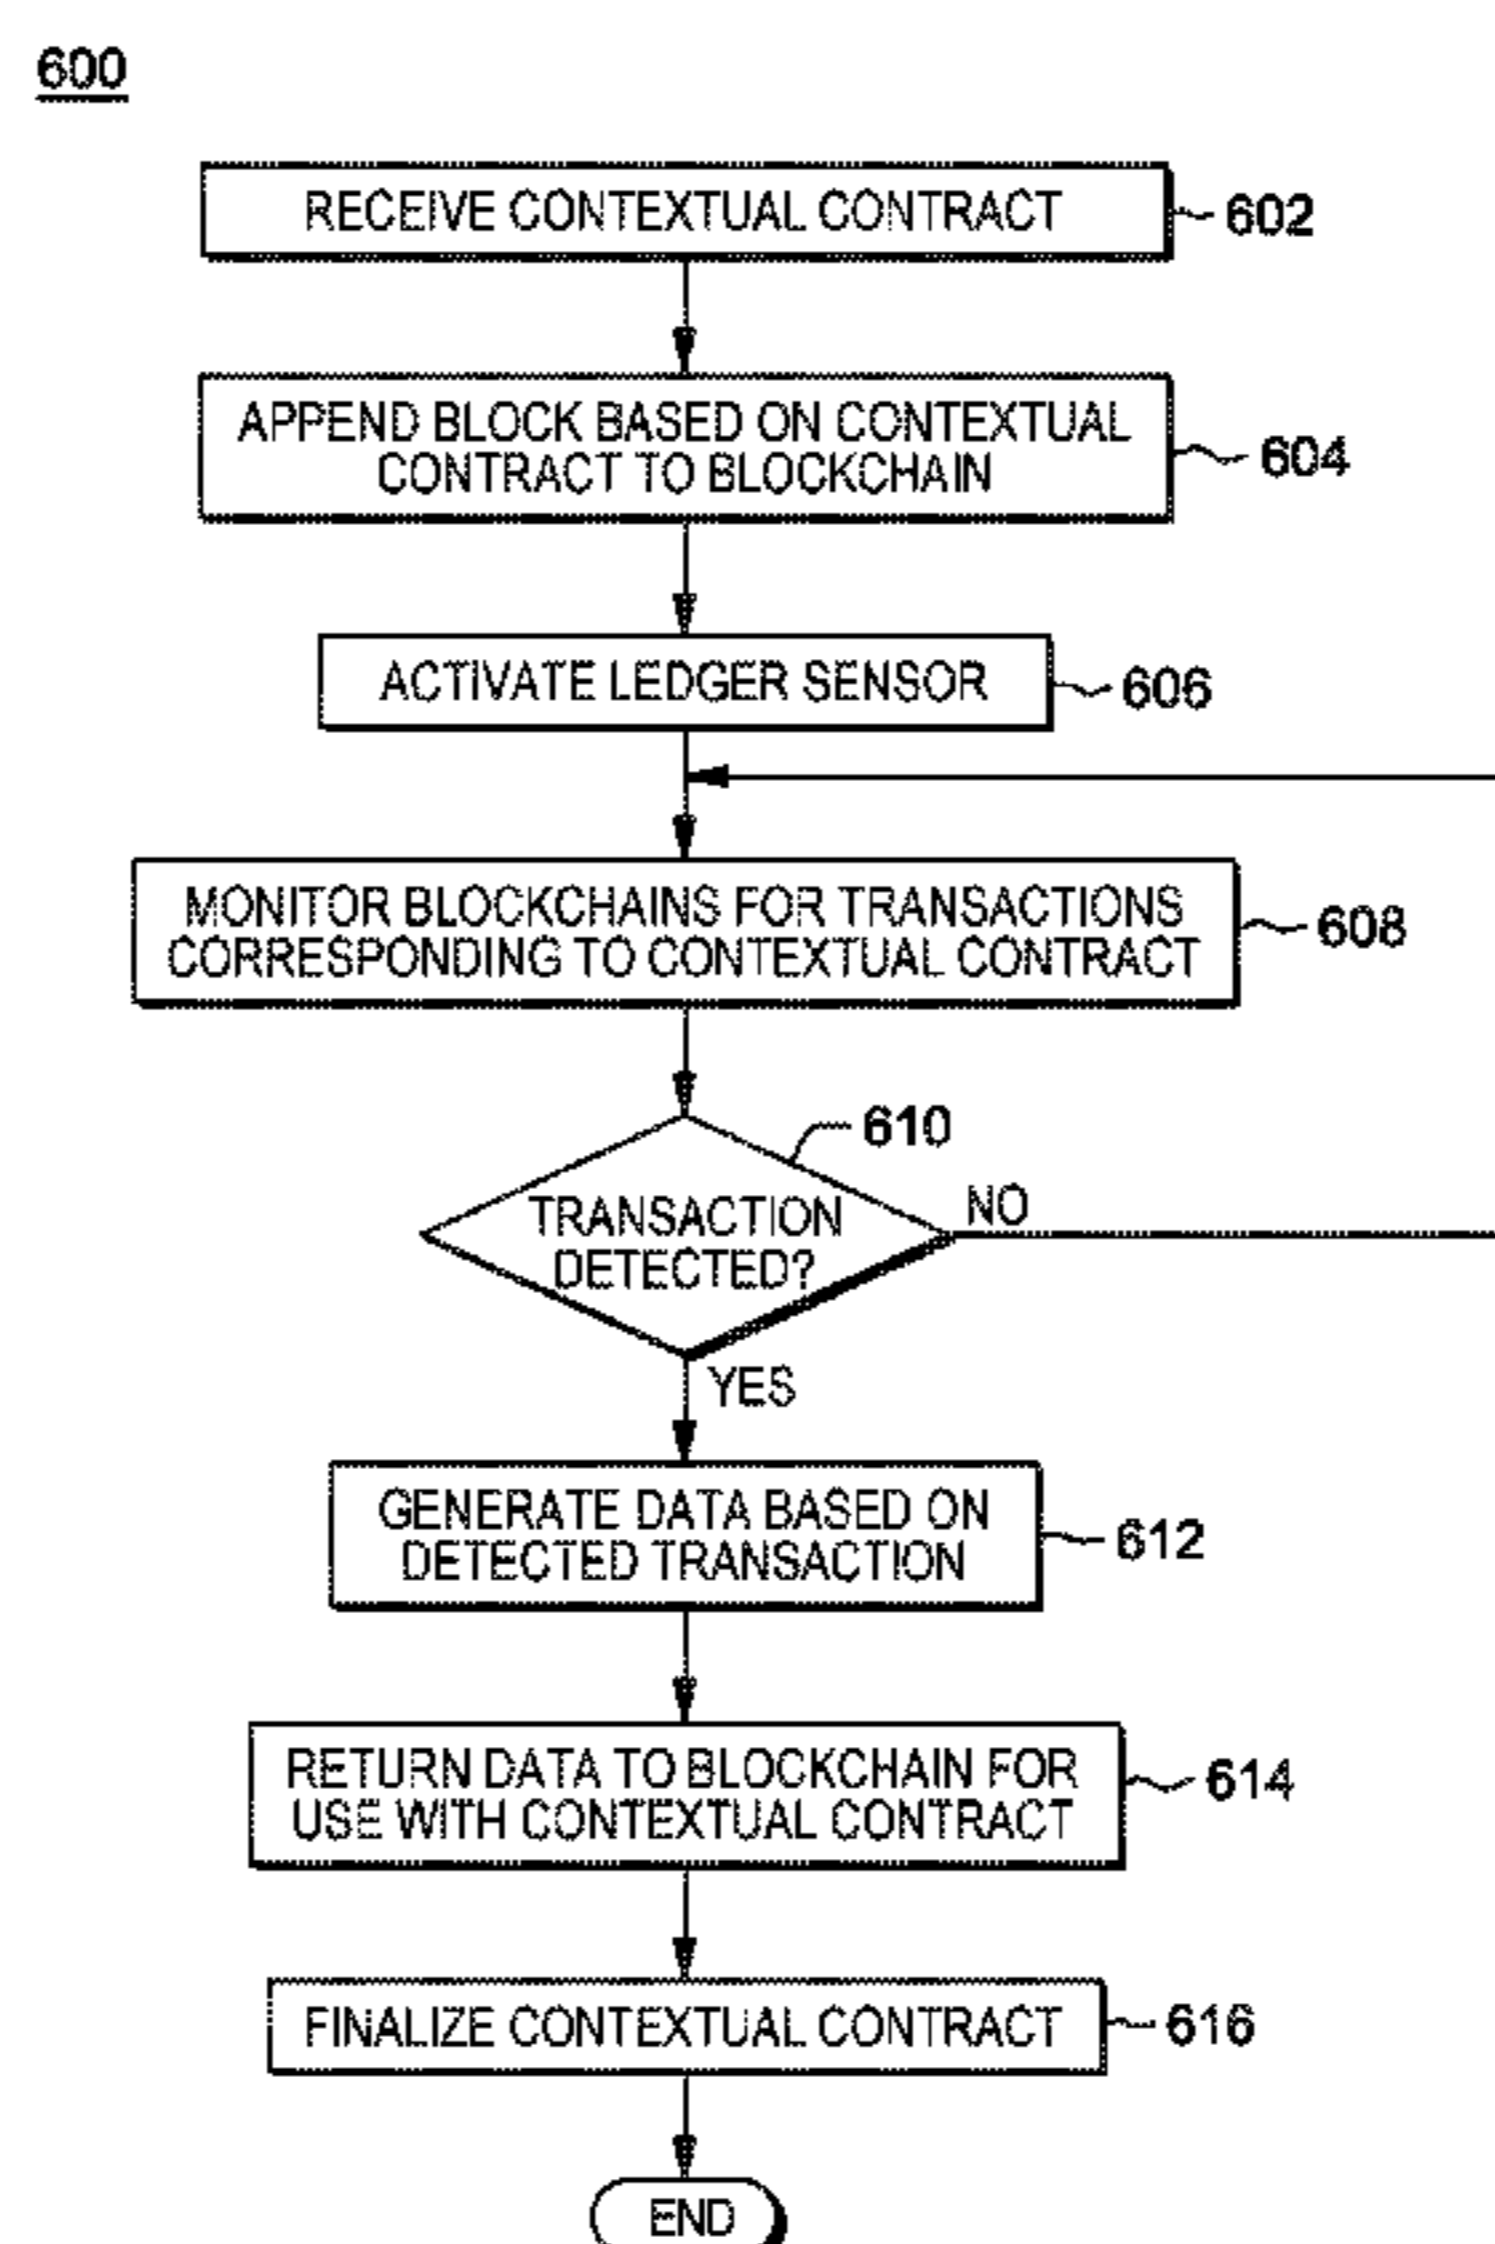 600
RECEIVE CONTEXTUAL CONTRACT
602
APPEND BLOCK BASED ON CONTEXTUAL
CONTRACT TO BLOCKCHAIN
604
ACTIVATE LEDGER SENSOR
606
MONITOR BLOCKCHAINS FOR TRANSACTIONS
CORRESPONDING TO CONTEXTUAL CONTRACT
608
610
TRANSACTION
DETECTED?
NO
YES
GENERATE DATA BASED ON
DETECTED TRANSACTION
612
RETURN DATA TO BLOCKCHAIN FOR
USE WITH CONTEXTUAL CONTRACT
614
FINALIZE CONTEXTUAL CONTRACT
616
END